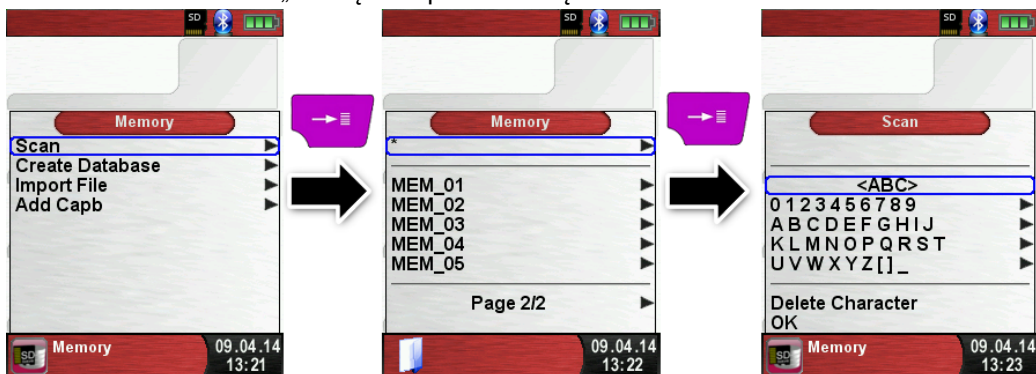 SD
Memory
Scan
Create Database
Import File
Add Capb
SD
Memory
09.04.14
13:21
SD
Memory
*
MEM_01
MEM_02
MEM_03
MEM_04
MEM_05
Page 2/2
09.04.14
13:22
SD
Scan
<ABC>
0 1 2 3 4 5 6 7 8 9
A B C D E F G H I J
K L M N O P Q R S T
U V W X Y Z [ ] _
Delete Character
OK
SD
Memory
09.04.14
13:23